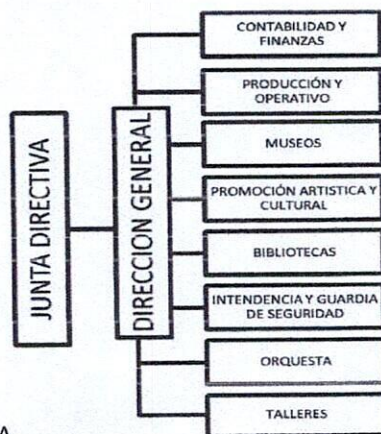 JUNTA DIRECTIVA
DIRECCION GENERAL
CONTABILIDAD Y
FINANZAS
PRODUCCIÓN Y
OPERATIVO
MUSEOS
PROMOCIÓN ARTISTICA Y
CULTURAL
BIBLIOTECAS
INTENDENCIA Y GUARDIA
DE SEGURIDAD
ORQUESTA
TALLERES